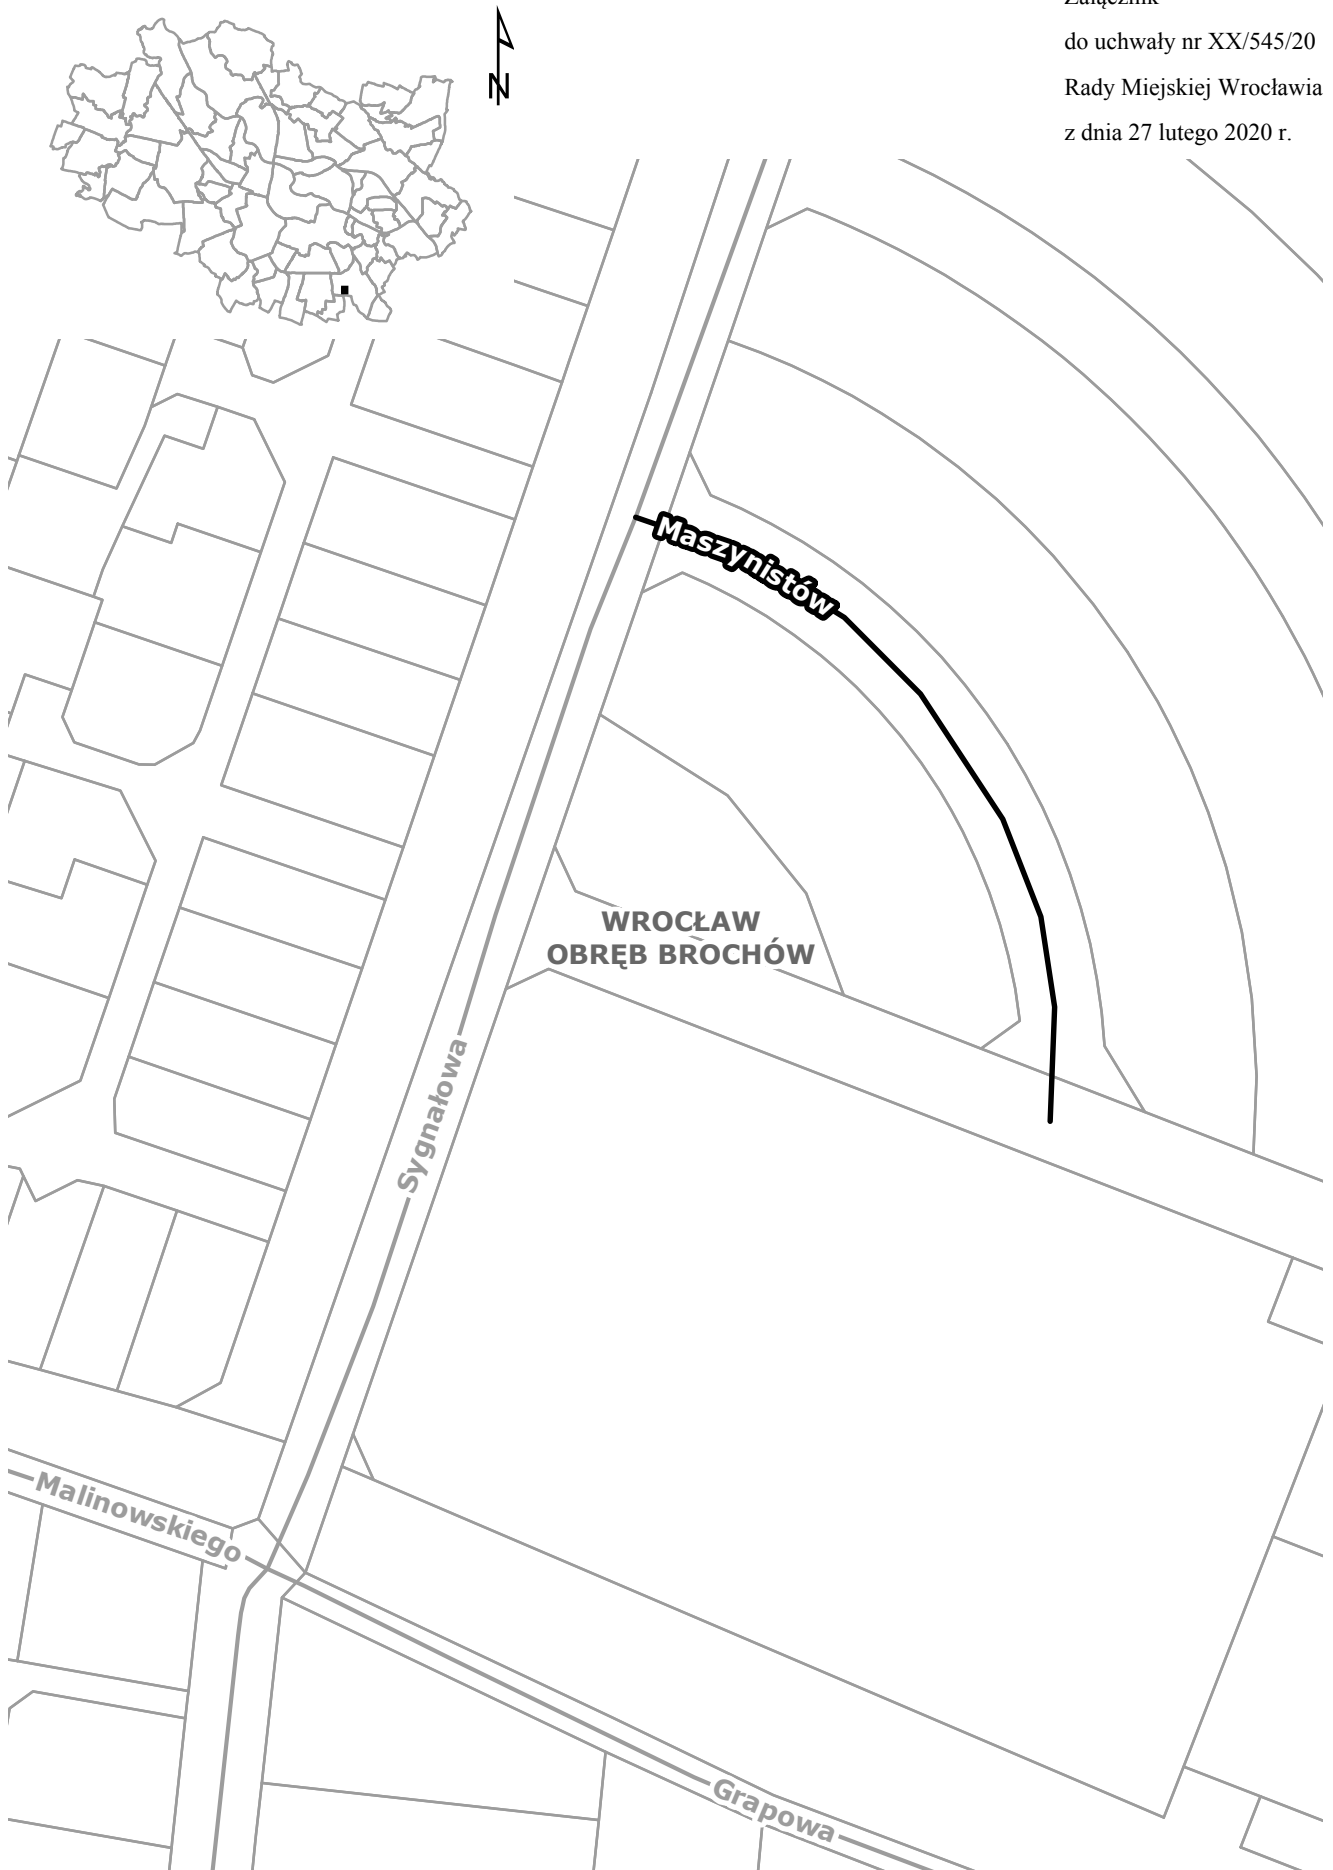 Załącznik
do uchwały nr XX/545/20
Rady Miejskiej Wrocławia
z dnia 27 lutego 2020 r.
N
Maszynistów
WROCŁAW
OBRĘB BROCHÓW
Sygnałowa
Malinowskiego
Grapowa